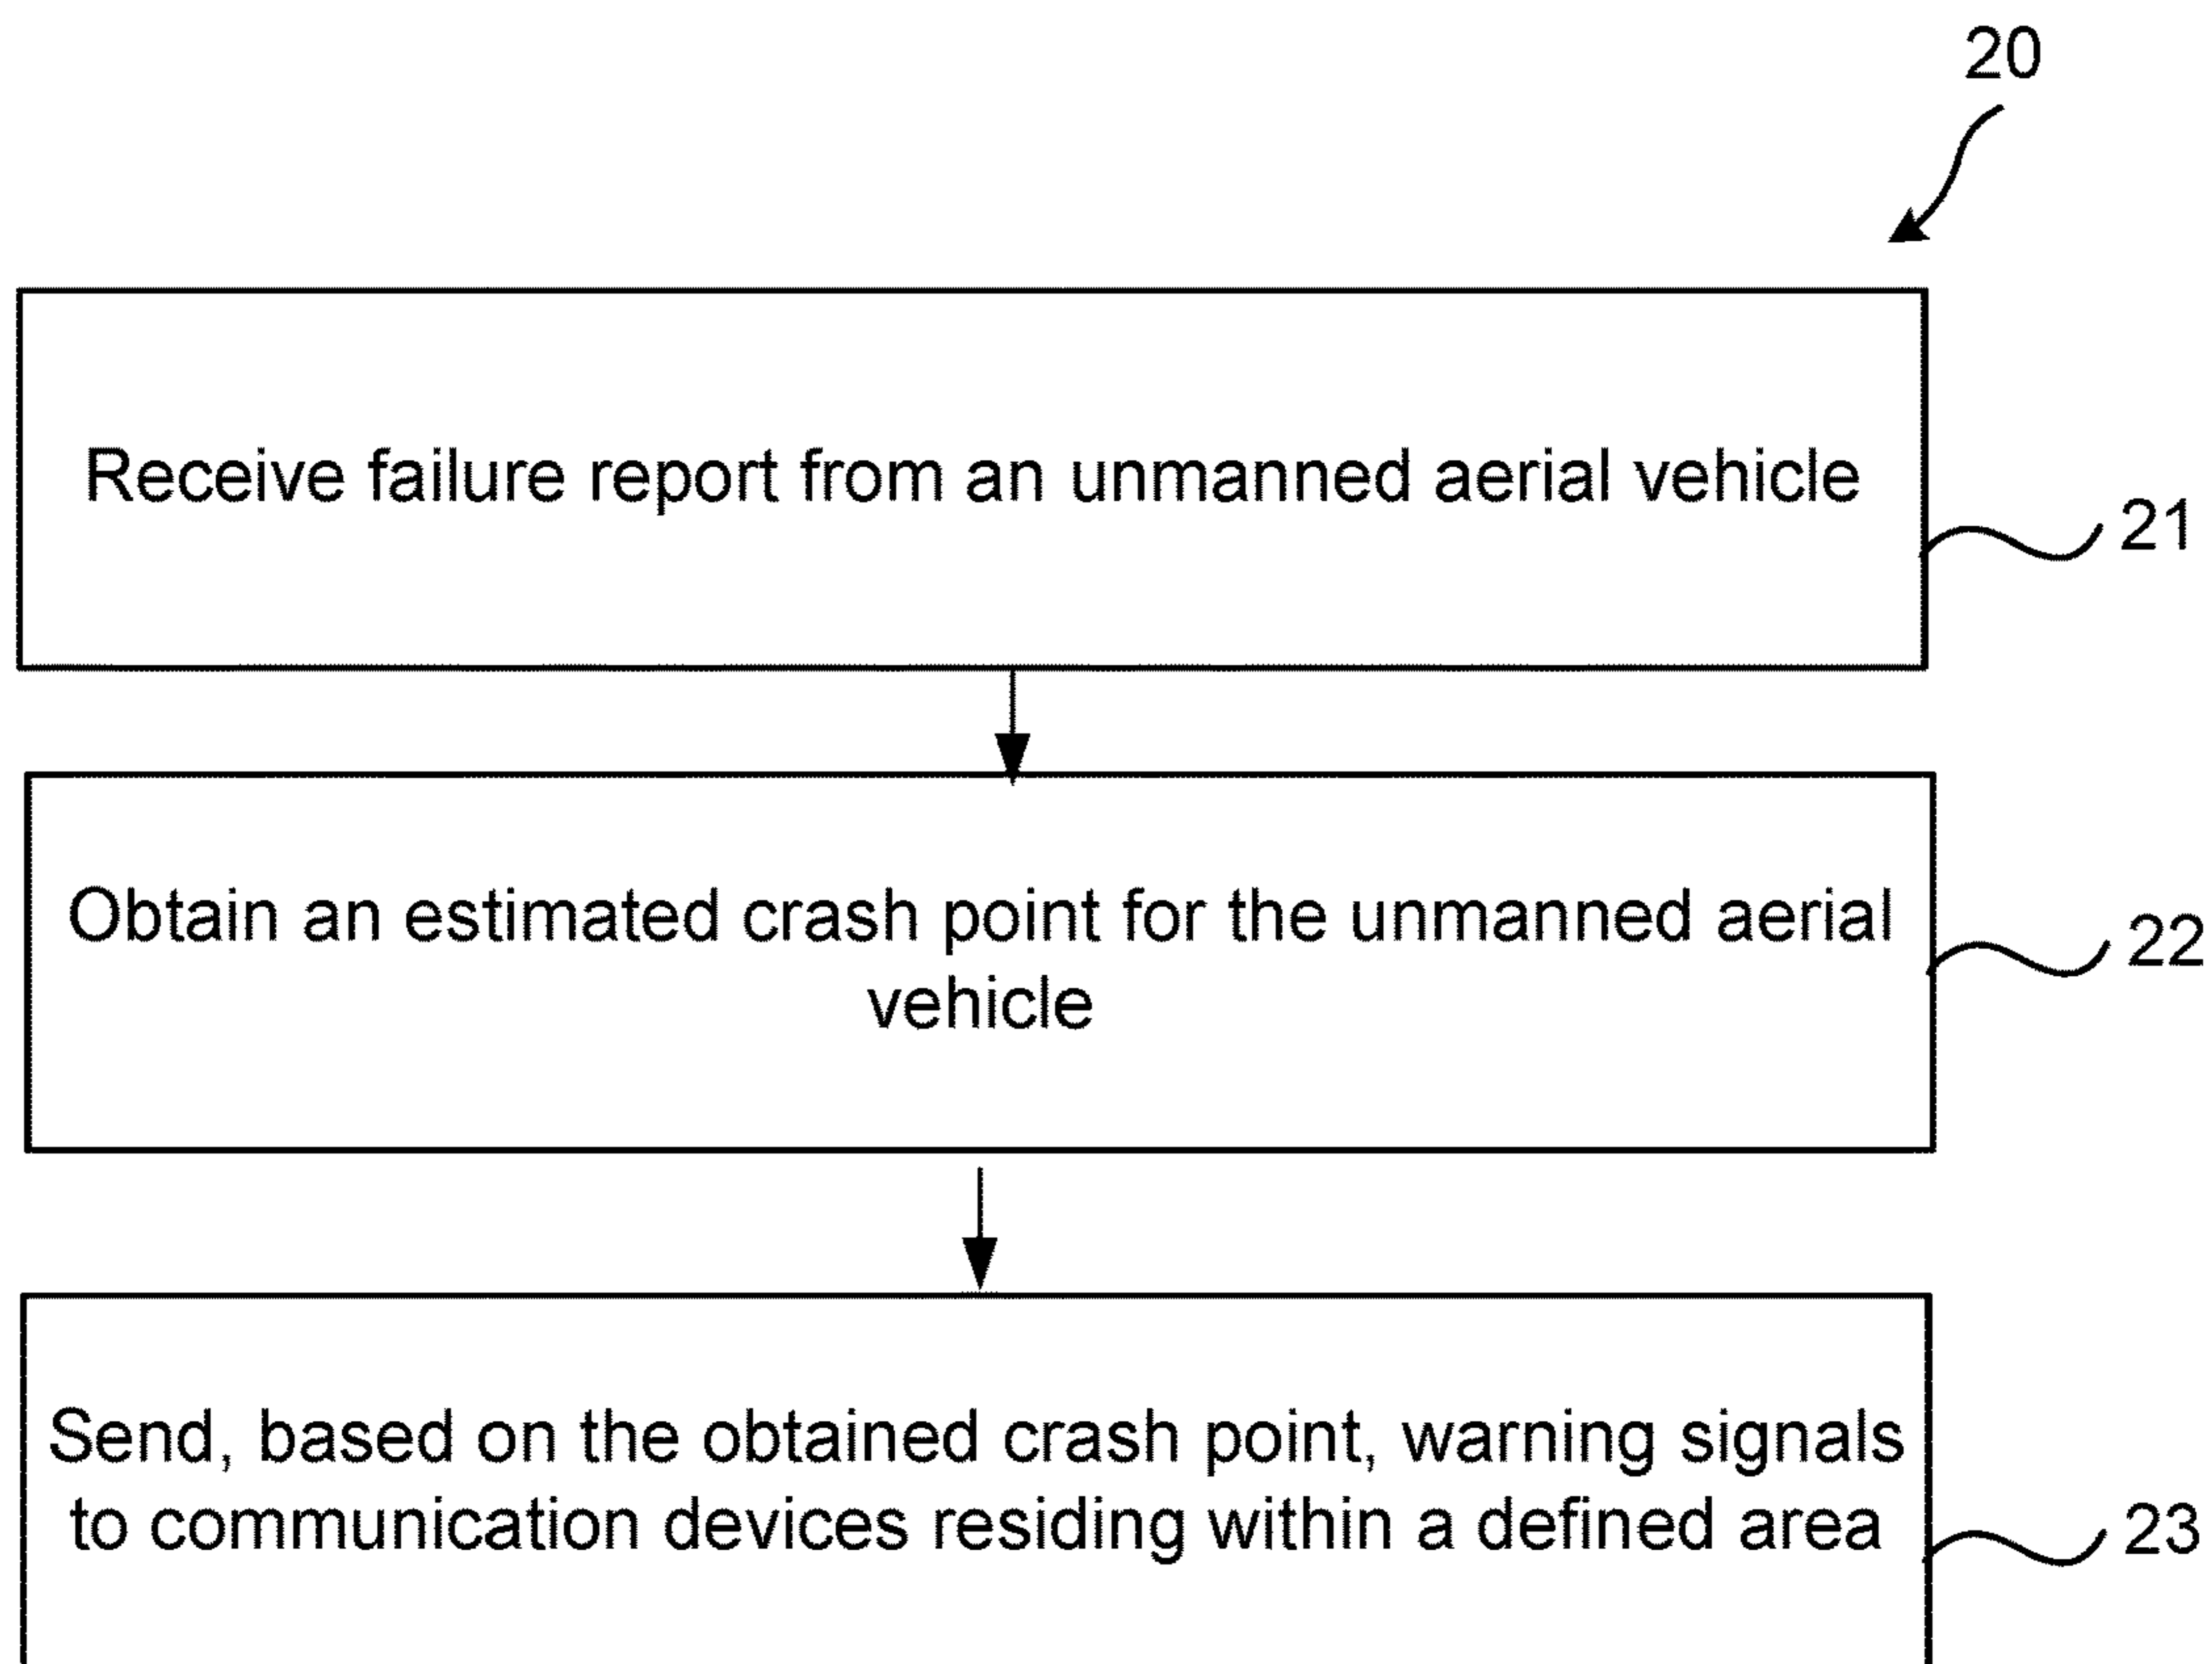 20
Receive failure report from an unmanned aerial vehicle
21
Obtain an estimated crash point for the unmanned aerial
vehicle
22
Send, based on the obtained crash point, warning signals
to communication devices residing within a defined area
23